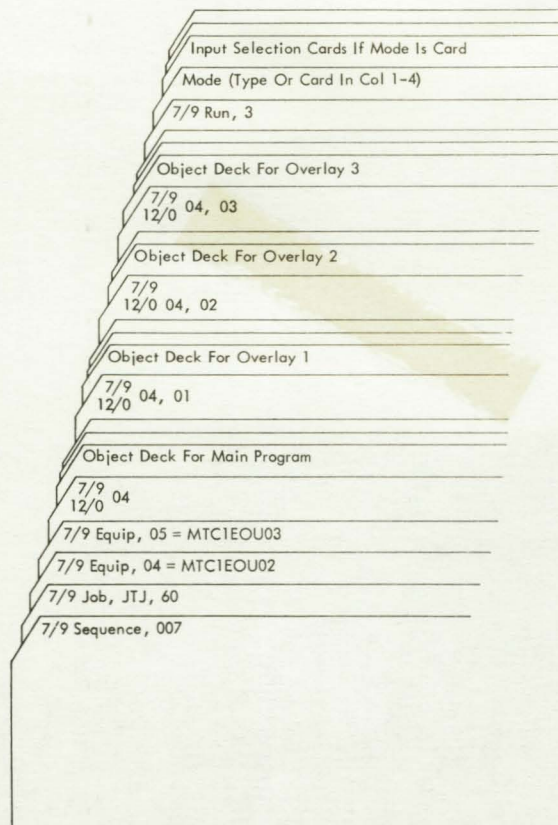 Input Selection Cards If Mode Is Card
Mode (Type Or Card In Col 1-4)
7/9 Run, 3
Object Deck For Overlay 3
7/9
12/0 04, 03
Object Deck For Overlay 2
7/9
12/0 04, 02
Object Deck For Overlay 1
7/9
12/0 04, 01
Object Deck For Main Program
7/9
12/0 04
7/9 Equip, 05 = MTC1EOU03
7/9 Equip, 04 = MTC1EOU02
7/9 Job, JTJ, 60
7/9 Sequence, 007